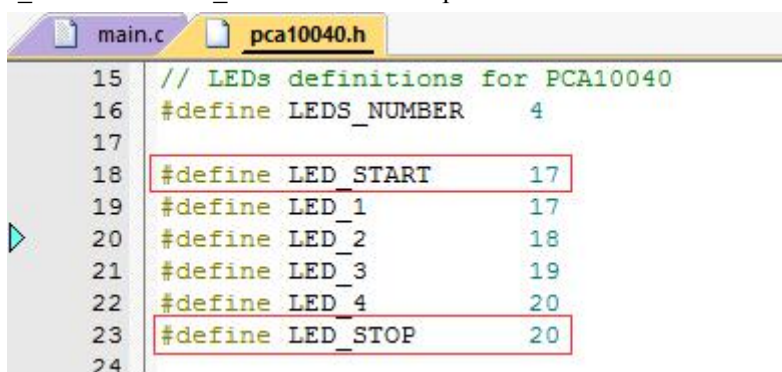 main.c pca10040.h
15 // LEDs definitions for PCA10040
16 #define LEDS_NUMBER 4
17
18 #define LED_START 17
19 #define LED_1 17
20 #define LED_2 18
21 #define LED_3 19
22 #define LED_4 20
23 #define LED_STOP 20
24